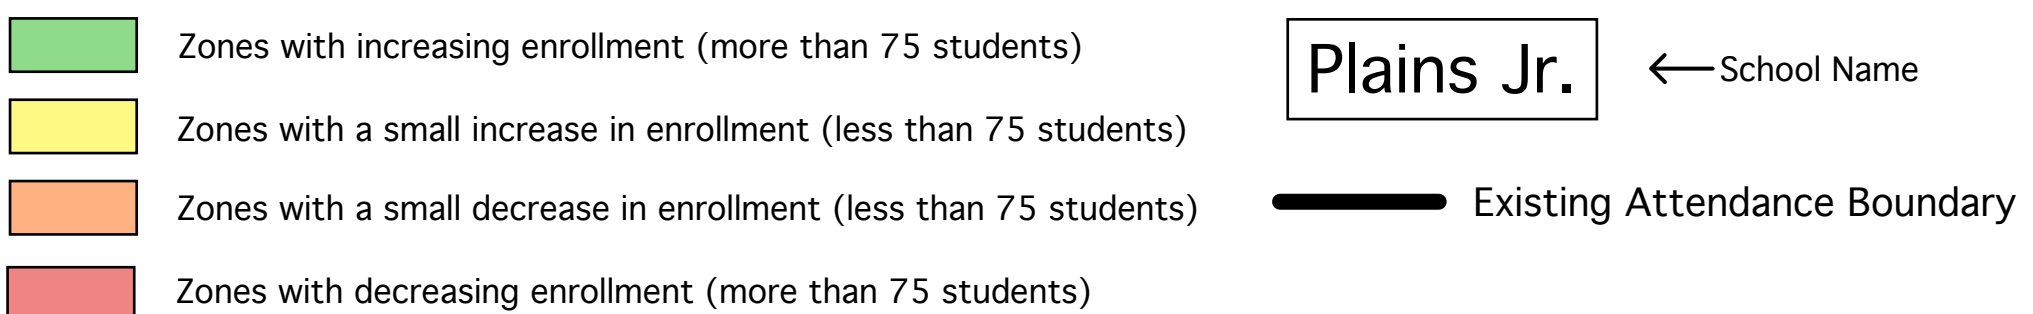 Zones with increasing enrollment (more than 75 students)
Zones with a small increase in enrollment (less than 75 students)
Zones with a small decrease in enrollment (less than 75 students)
Zones with decreasing enrollment (more than 75 students)
Plains Jr.
School Name
Existing Attendance Boundary